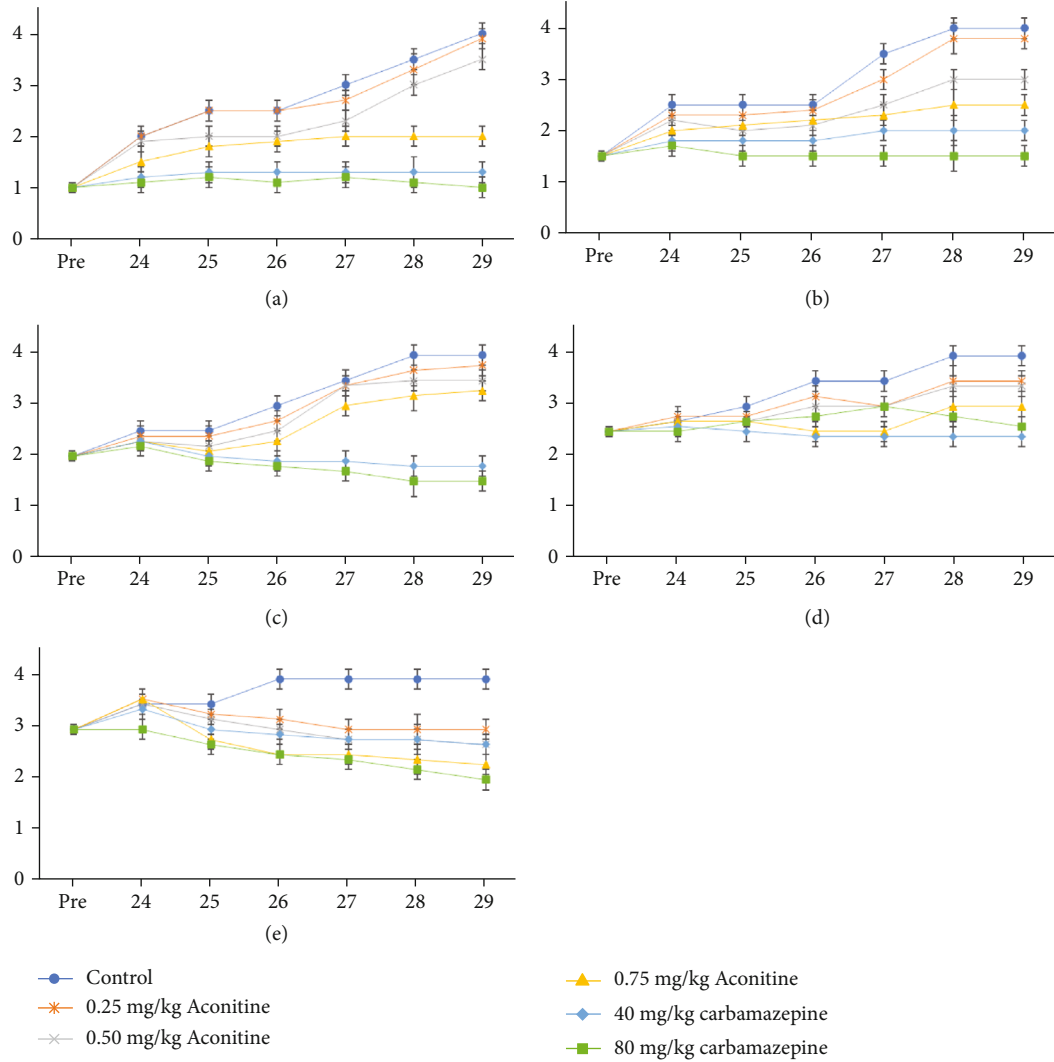 4
3
2
1
0
Pre 24 25 26 27 28 29
(a)
4
3
2
1
0
Pre 24 25 26 27 28 29
(b)
4
3
2
1
0
Pre 24 25 26 27 28 29
(c)
4
3
2
1
0
Pre 24 25 26 27 28 29
(d)
4
3
2
1
0
Pre 24 25 26 27 28 29
(e)
Control
0.25 mg/kg Aconitine
0.50 mg/kg Aconitine
0.75 mg/kg Aconitine
40 mg/kg carbamazepine
80 mg/kg carbamazepine